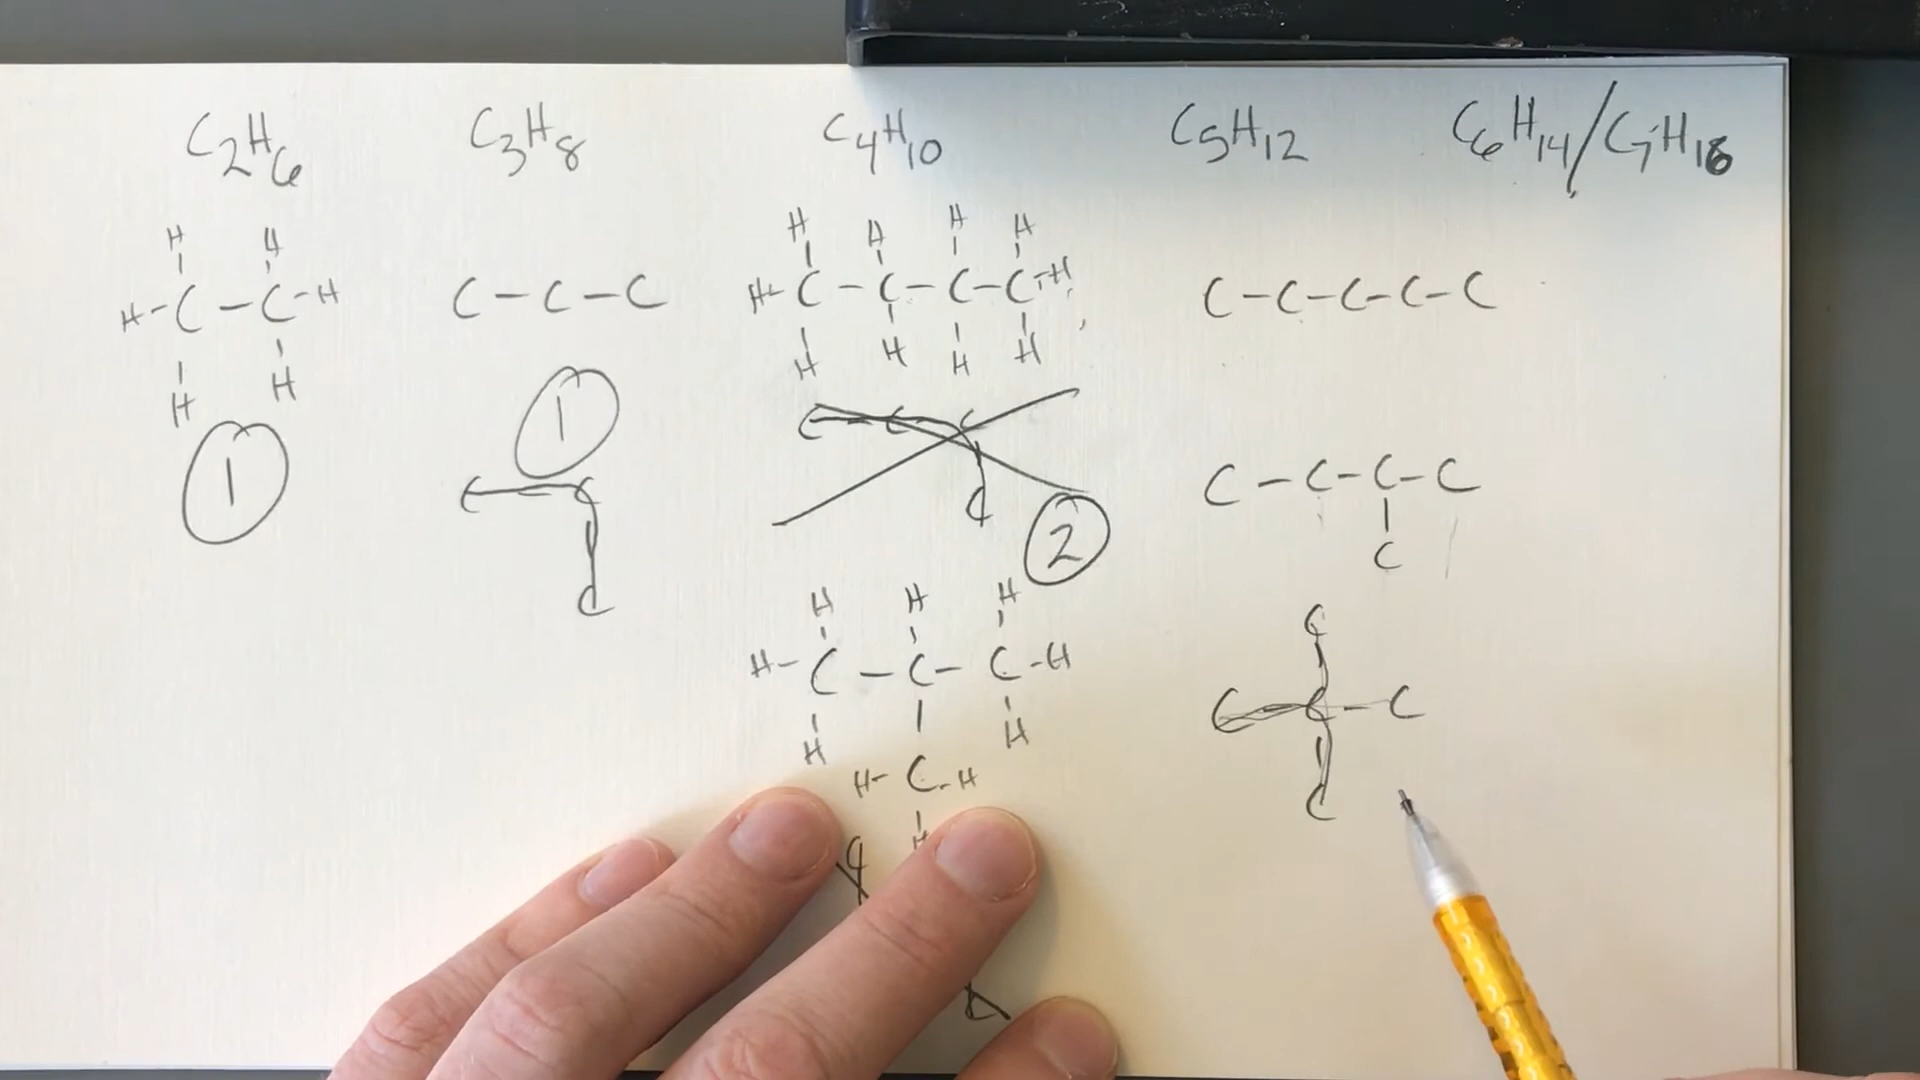 C2H6 C3H8 C4H10 C5H12 C6H14/C7H16
H H
H-C-C-H
H H
1
C-C-C
1
C C
C
H H H H
H-C-C-C-C-H
H H H H
C-C-C
C
2
H H H
H-C-C-C-H
H H
H-C-H
H
C-C-C-C-C
C-C-C-C
C
C
C-C-C
C